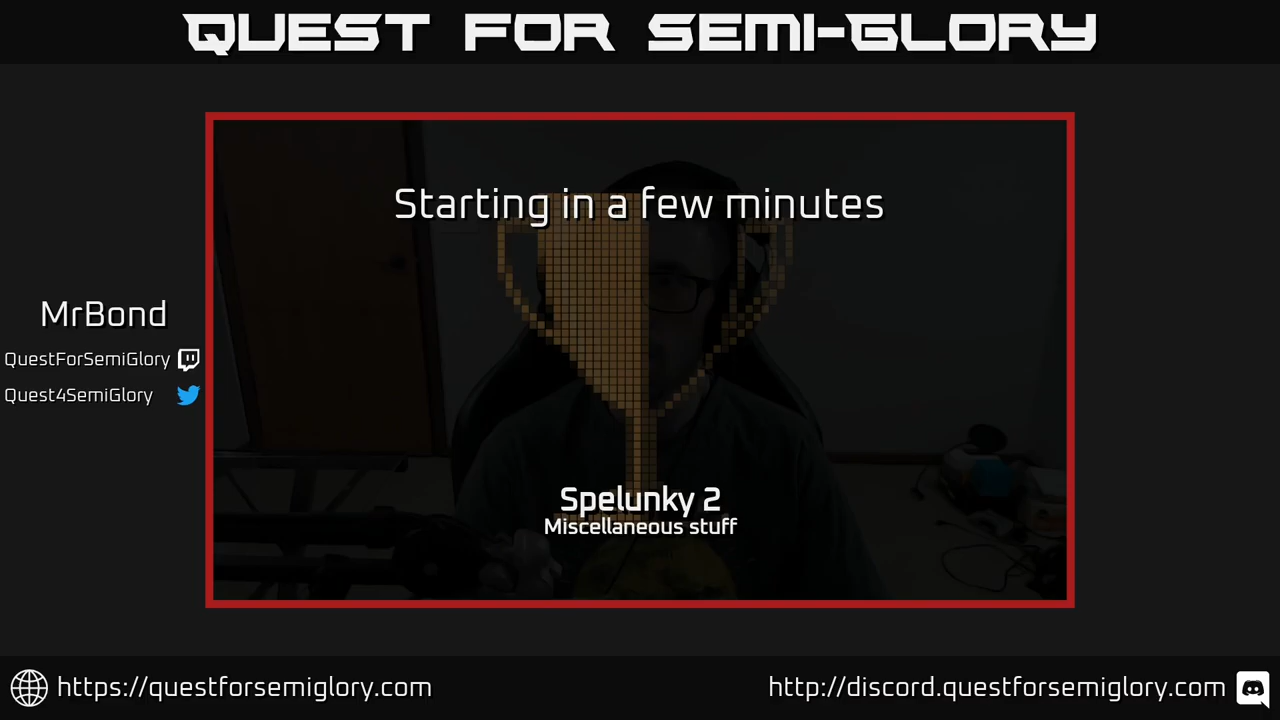 QUEST FOR SEMI-GLORY
Starting in a few minutes
MrBond
QuestForSemiGlory
Quest4SemiGlory
Spelunky 2
Miscellaneous stuff
https://questforsemiglory.com
http://discord.questforsemiglory.com